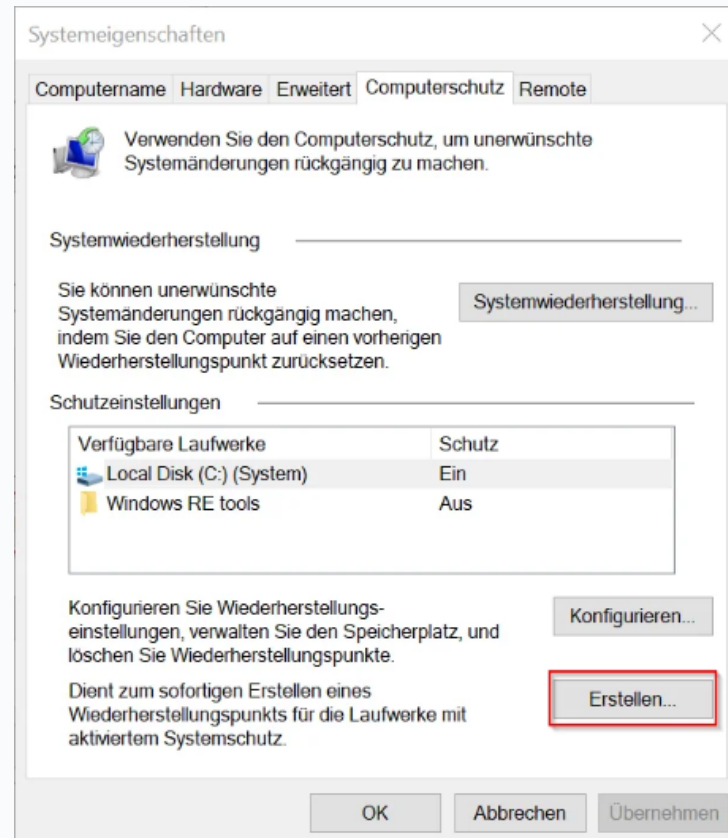 Systemeigenschaften
Computername Hardware Erweitert Computerschutz Remote
Verwenden Sie den Computerschutz, um unerwünschte
Systemänderungen rückgängig zu machen.
Systemwiederherstellung
Sie können unerwünschte
Systemänderungen rückgängig machen,
indem Sie den Computer auf einen vorherigen
Wiederherstellungspunkt zurücksetzen.
Systemwiederherstellung...
Schutzeinstellungen
Verfügbare Laufwerke Schutz
Local Disk (C:) (System) Ein
Windows RE tools Aus
Konfigurieren Sie Wiederherstellungs-
einstellungen, verwalten Sie den Speicherplatz, und
löschen Sie Wiederherstellungspunkte.
Konfigurieren...
Dient zum sofortigen Erstellen eines
Wiederherstellungspunkts für die Laufwerke mit
aktiviertem Systemschutz.
Erstellen...
OK Abbrechen Übernehmen